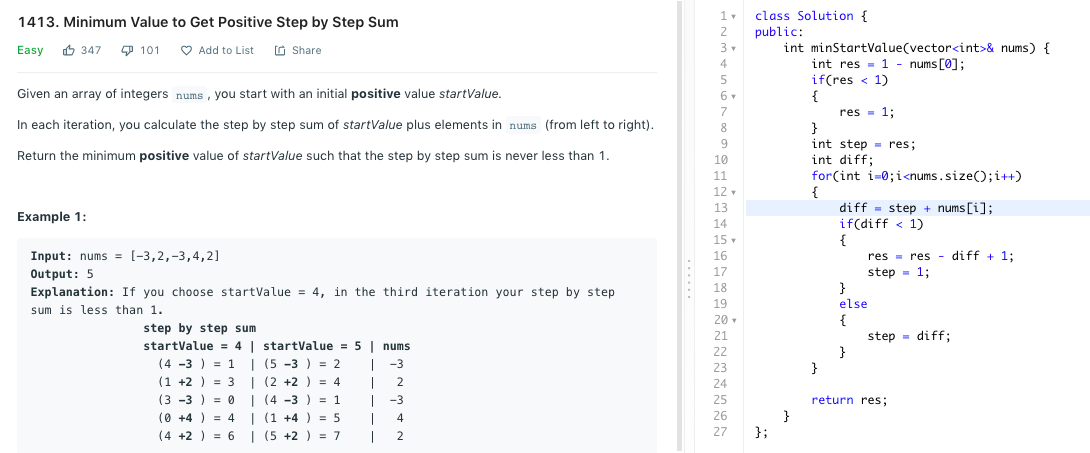 1413. Minimum Value to Get Positive Step by Step Sum
Easy 347 101 Add to List Share
Given an array of integers nums, you start with an initial positive value startValue.
In each iteration, you calculate the step by step sum of startValue plus elements in nums (from left to right).
Return the minimum positive value of startValue such that the step by step sum is never less than 1.
Example 1:
Input: nums = [-3,2,-3,4,2]
Output: 5
Explanation: If you choose startValue = 4, in the third iteration your step by step
sum is less than 1.
step by step sum
startValue = 4 | startValue = 5 | nums
(4 -3 ) = 1 | (5 -3 ) = 2 | -3
(1 +2 ) = 3 | (2 +2 ) = 4 | 2
(3 -3 ) = 0 | (4 -3 ) = 1 | -3
(0 +4 ) = 4 | (1 +4 ) = 5 | 4
(4 +2 ) = 6 | (5 +2 ) = 7 | 2
1 class Solution {
2 public:
3 int minStartValue(vector<int>& nums) {
4 int res = 1 - nums[0];
5 if(res < 1)
6 {
7 res = 1;
8 }
9 int step = res;
10 int diff;
11 for(int i=0;i<nums.size();i++)
12 {
13 diff = step + nums[i];
14 if(diff < 1)
15 {
16 res = res - diff + 1;
17 step = 1;
18 }
19 else
20 {
21 step = diff;
22 }
23 }
24
25 return res;
26 }
27 };